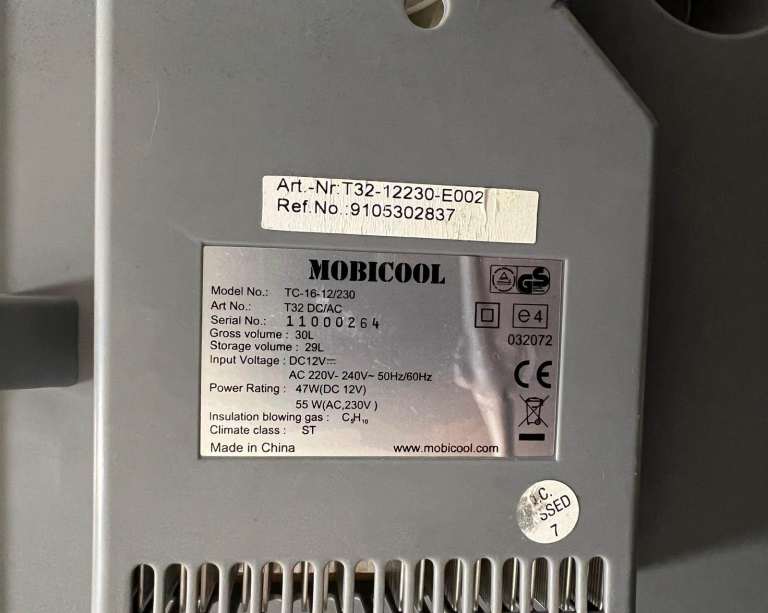 Art.-Nr:T32-12230-E002
Ref.No.:9105302837
MOBICOOL
Model No.: TC-16-12/230
Art No.: T32 DC/AC
Serial No.: 11000264
Gross volume : 30L
Storage volume : 29L
Input Voltage : DC12V⎓
AC 220V- 240V~ 50Hz/60Hz
Power Rating : 47W(DC 12V)
55 W(AC,230V )
Insulation blowing gas : C₅H₁₀
Climate class : ST
Made in China
www.mobicool.com
GS
e4
032072
CE
.C.
SSED
7